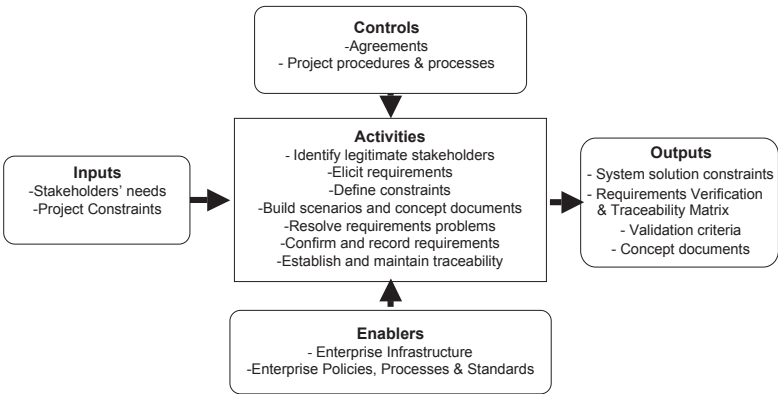 Controls
-Agreements
- Project procedures & processes
Inputs
-Stakeholders' needs
-Project Constraints
Activities
- Identify legitimate stakeholders
-Elicit requirements
-Define constraints
-Build scenarios and concept documents
-Resolve requirements problems
-Confirm and record requirements
-Establish and maintain traceability
Outputs
- System solution constraints
- Requirements Verification
& Traceability Matrix
- Validation criteria
- Concept documents
Enablers
- Enterprise Infrastructure
-Enterprise Policies, Processes & Standards